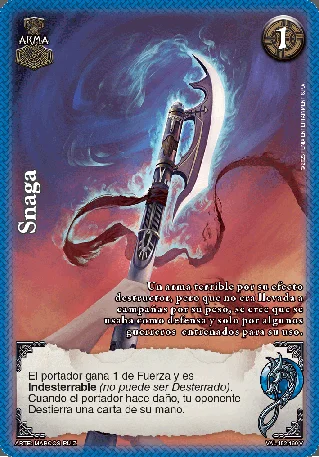 ARMA
1
Snaga
Un arma terrible por su efecto
destructor, pero que no era llevada a
campañas por su peso, se cree que se
usaba como defensa y solo por algunos
guerreros entrenados para su uso.
El portador gana 1 de Fuerza y es
Indesterrable (no puede ser Desterrado).
Cuando el portador hace daño, tu oponente
Destierra una carta de su mano.
ARTE: MARCOS RUIZ